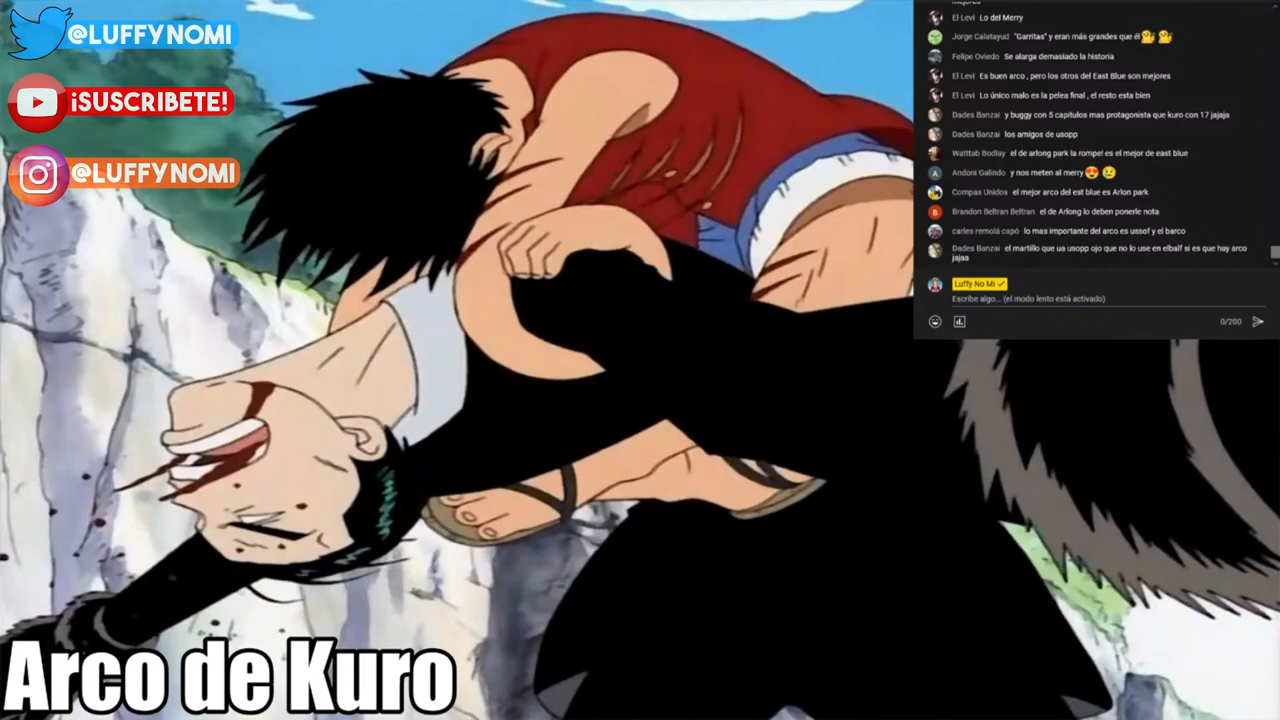 @LUFFYNOMI
¡SUSCRIBETE!
@LUFFYNOMI
El Levi Lo del Merry
Jorge Calatayud "Garritas" y eran más grandes que él
Felipe Oviedo Se alarga demasiado la historia
El Levi Es buen arco , pero los otros del East Blue son mejores
El Levi Lo único malo es la pelea final , el resto esta bien
Dades Banzai y buggy con 5 capitulos mas protagonista que kuro con 17 jajaja
Dades Banzai los amigos de usopp
Watttab Bodlay el de arlong park la rompe! es el mejor de east blue
A Andoni Galindo y nos meten al merry😍 😢
Compas Unidos el mejor arco del est blue es Arlon park
B Brandon Beltran Beltran el de Arlong lo deben ponerle nota
carles remolá capó lo mas importante del arco es ussof y el barco
Dades Banzai el martillo que ua usopp ojo que no lo use en elbalf si es que hay arco
jajaa
Luffy No Mi ✓
Escribe algo... (el modo lento está activado)
0/200
Arco de Kuro